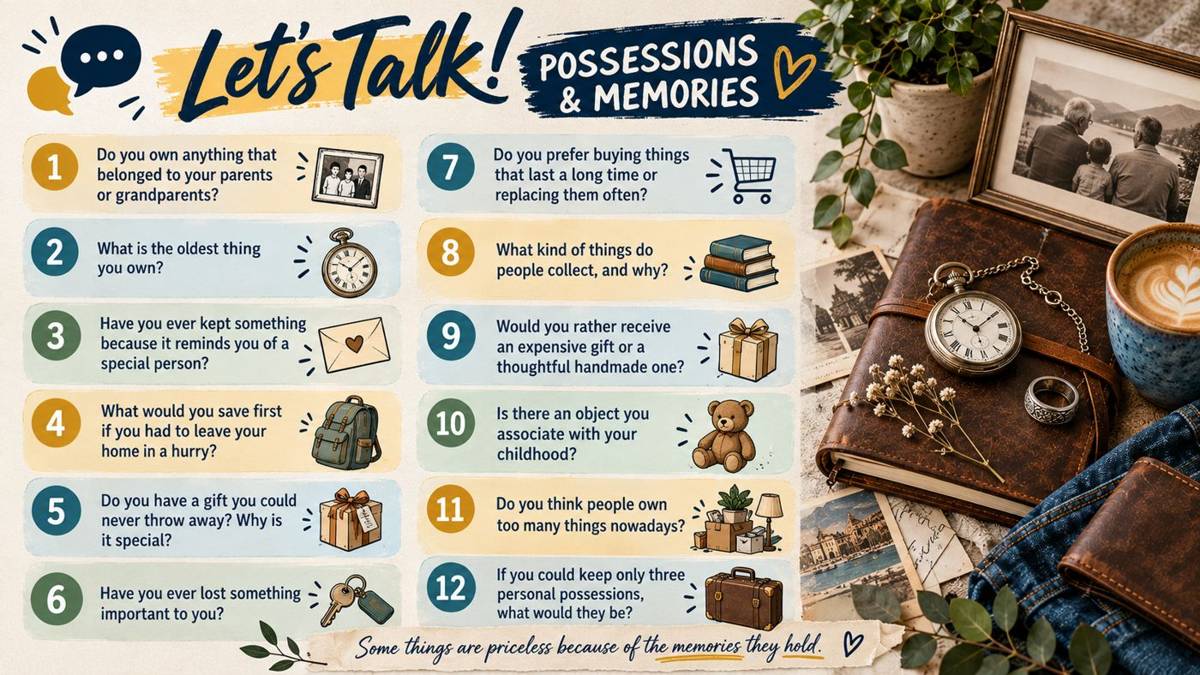 Let's Talk!
POSSESSIONS
& MEMORIES
1
Do you own anything that
belonged to your parents
or grandparents?
2
What is the oldest thing
you own?
3
Have you ever kept something
because it reminds you of a
special person?
4
What would you save first
if you had to leave your
home in a hurry?
5
Do you have a gift you could
never throw away? Why is
it special?
6
Have you ever lost something
important to you?
7
Do you prefer buying things
that last a long time or
replacing them often?
8
What kind of things do
people collect, and why?
9
Would you rather receive
an expensive gift or a
thoughtful handmade one?
10
Is there an object you
associate with your
childhood?
11
Do you think people own
too many things nowadays?
12
If you could keep only three
personal possessions,
what would they be?
Some things are priceless because of the memories they hold.